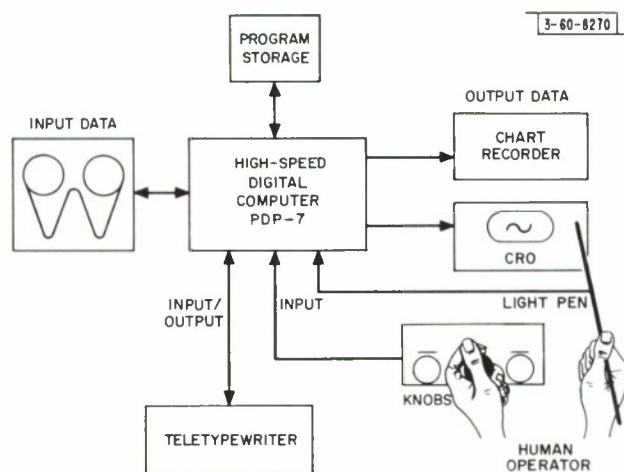 3-60-8270
PROGRAM
STORAGE
INPUT DATA
OUTPUT DATA
HIGH-SPEED
DIGITAL
COMPUTER
PDP-7
CHART
RECORDER
CRO
INPUT/
OUTPUT
INPUT
LIGHT PEN
KNOBS
TELETYPEWRITER
HUMAN
OPERATOR